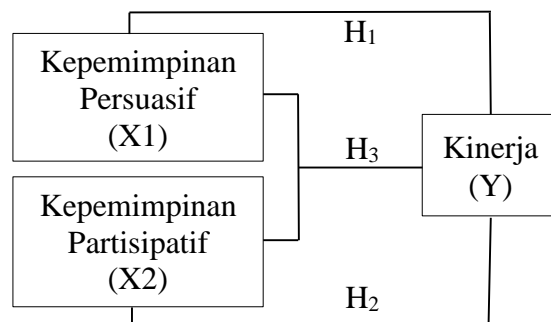 H1
Kepemimpinan
Persuasif
(X1)
H3
Kinerja
(Y)
Kepemimpinan
Partisipatif
(X2)
H2